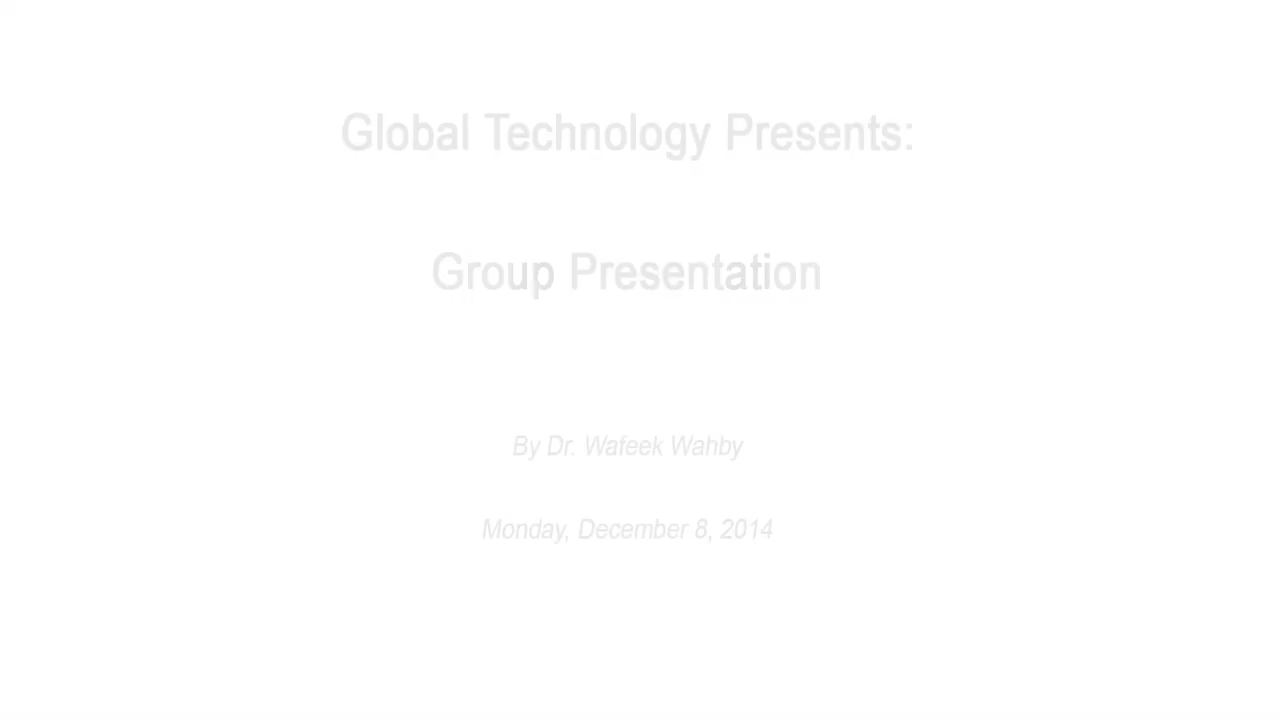 Global Technology Presents:
Group Presentation
By Dr. Wafeek Wahby
Monday, December 8, 2014